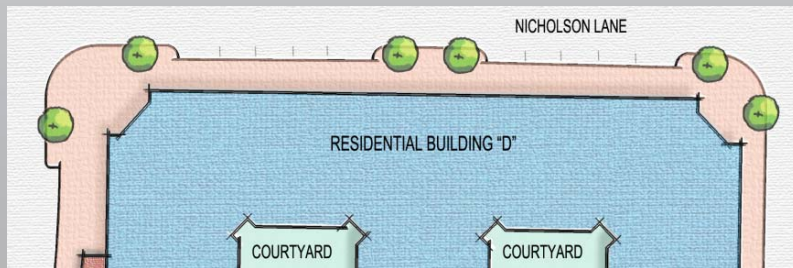 NICHOLSON LANE
RESIDENTIAL BUILDING "D"
COURTYARD
COURTYARD